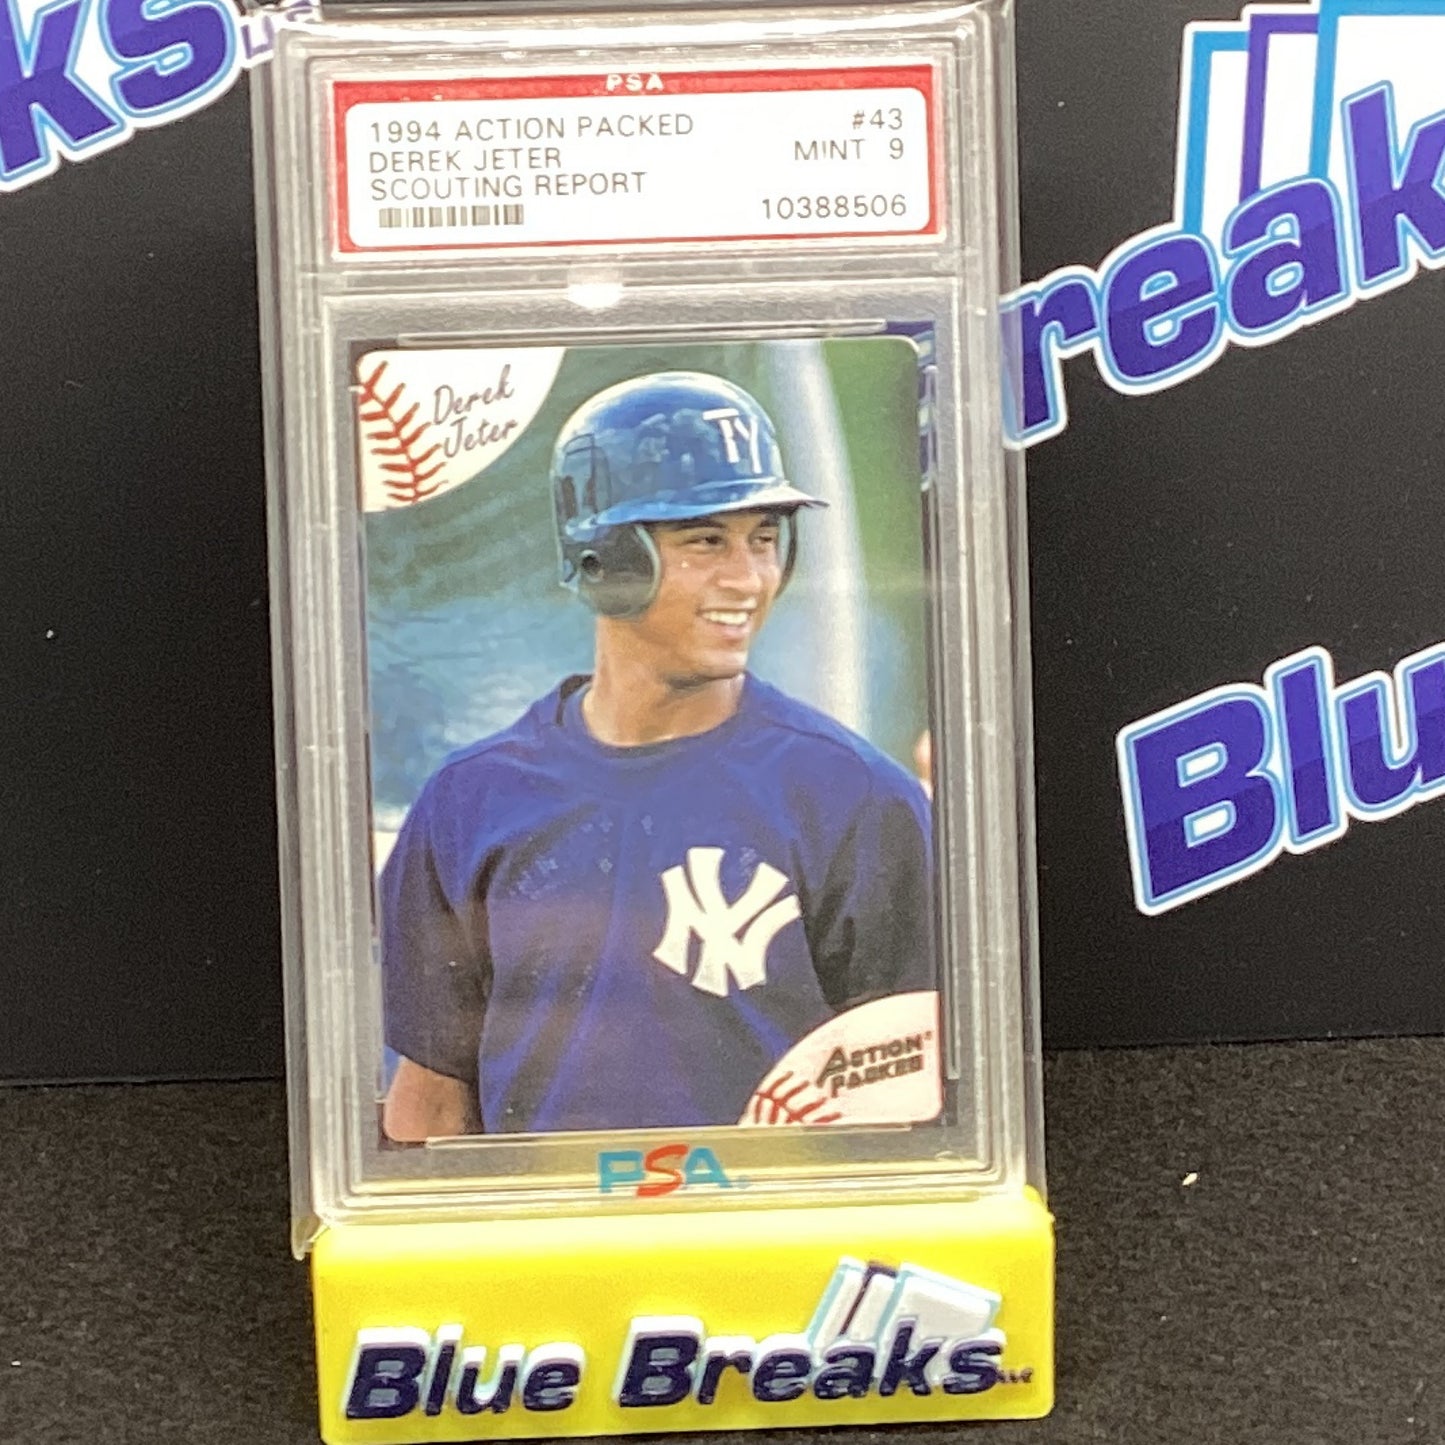 ks
PSA
1994 ACTION PACKED #43
DEREK JETER MINT 9
SCOUTING REPORT
10388506
Derek
Jeter
TY
NY
ACTION
PACKED
PSA
reak
Blu
Blue Breaks LLC